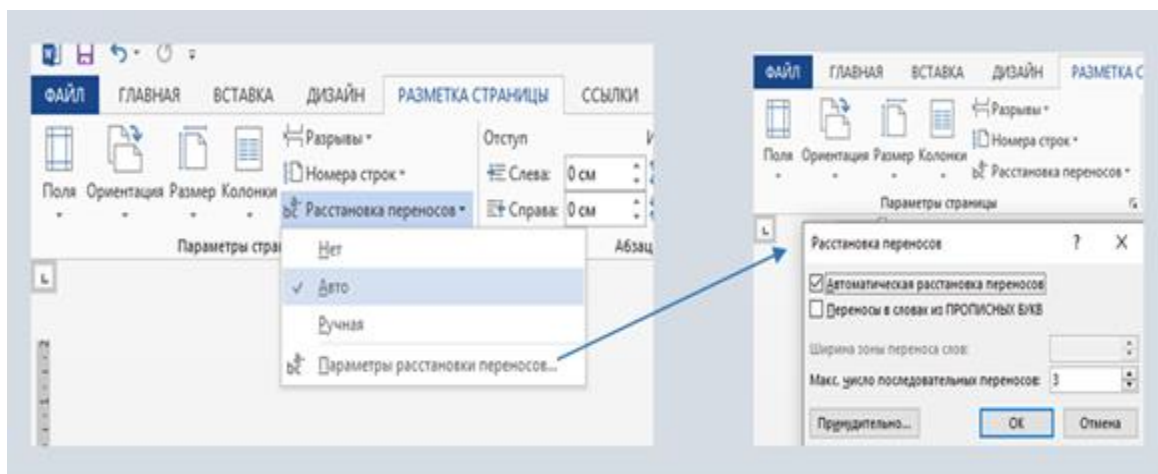 ФАЙЛ ГЛАВНАЯ ВСТАВКА ДИЗАЙН РАЗМЕТКА СТРАНИЦЫ ССЫЛКИ
Поля Ориентация Размер Колонки
Разрывы
Номера строк
Расстановка переносов
Отступ
Слева: 0 см
Справа: 0 см
Параметры стра
Абзац
Нет
Авто
Ручная
Параметры расстановки переносов...
2
1
1
ФАЙЛ ГЛАВНАЯ ВСТАВКА ДИЗАЙН РАЗМЕТКА С
Поля Ориентация Размер Колонки
Разрывы
Номера строк
Расстановка переносов
Параметры страницы
Расстановка переносов ? X
Автоматическая расстановка переносов
Переносы в словах из ПРОПИСНЫХ БУКВ
Ширина зоны переноса слов:
Макс. число последовательных переносов: 3
Принудительно... ОК Отмена